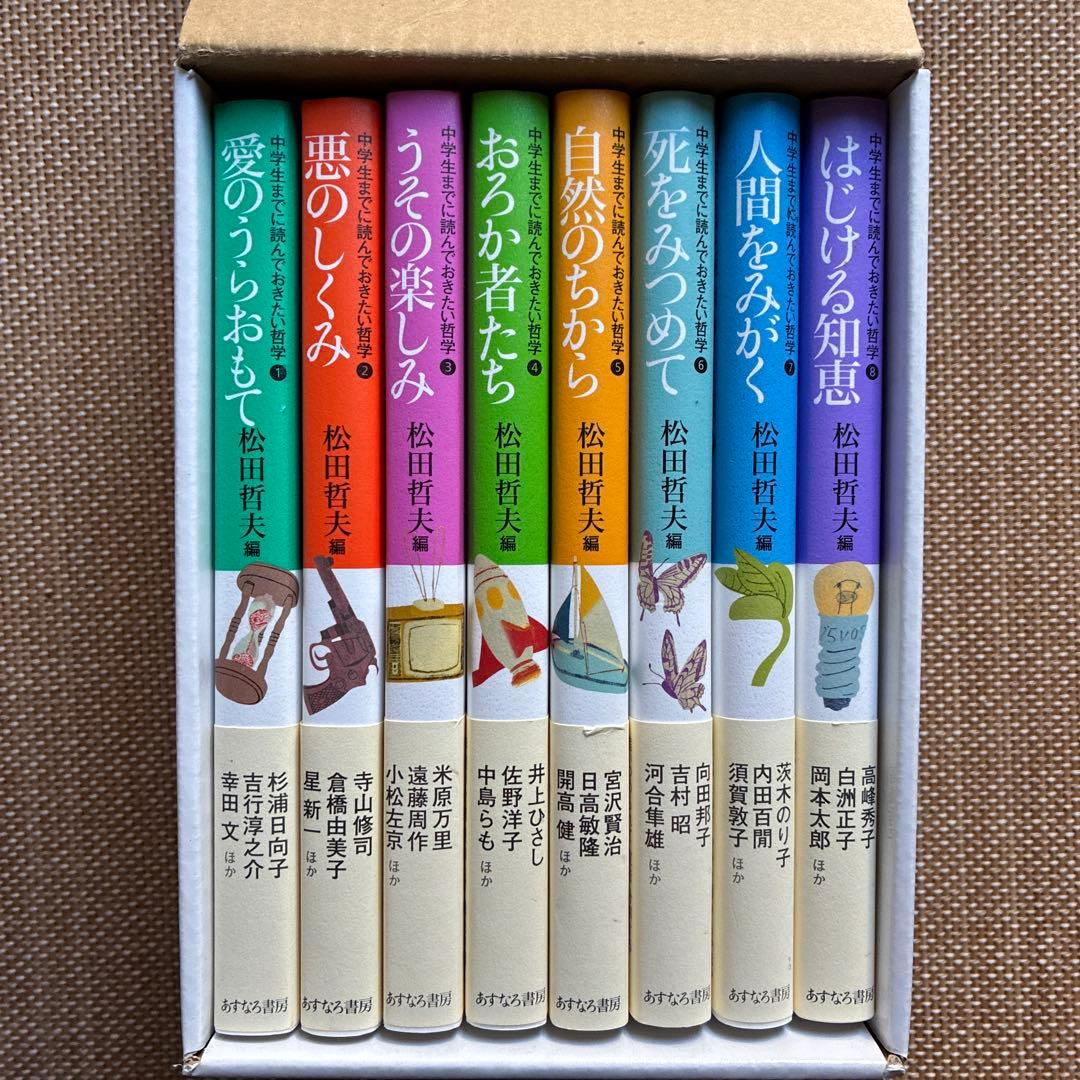 中学生までに読んでおきたい哲学 1
愛のうらおもて
松田哲夫 編
杉浦日向子
吉行淳之介
幸田 文 ほか
あすなろ書房
中学生までに読んでおきたい哲学 2
悪のしくみ
松田哲夫 編
寺山修司
倉橋由美子
星 新一 ほか
あすなろ書房
中学生までに読んでおきたい哲学 3
うその楽しみ
松田哲夫 編
米原万里
遠藤周作
小松左京 ほか
あすなろ書房
中学生までに読んでおきたい哲学 4
おろか者たち
松田哲夫 編
井上ひさし
佐野洋子
中島らも ほか
あすなろ書房
中学生までに読んでおきたい哲学 5
自然のちから
松田哲夫 編
宮沢賢治
日高敏隆
開高 健 ほか
あすなろ書房
中学生までに読んでおきたい哲学 6
死をみつめて
松田哲夫 編
向田邦子
吉村 昭
河合隼雄 ほか
あすなろ書房
中学生までに読んでおきたい哲学 7
人間をみがく
松田哲夫 編
茨木のり子
内田百閒
須賀敦子 ほか
あすなろ書房
中学生までに読んでおきたい哲学 8
はじける知恵
松田哲夫 編
高峰秀子
白洲正子
岡本太郎 ほか
あすなろ書房